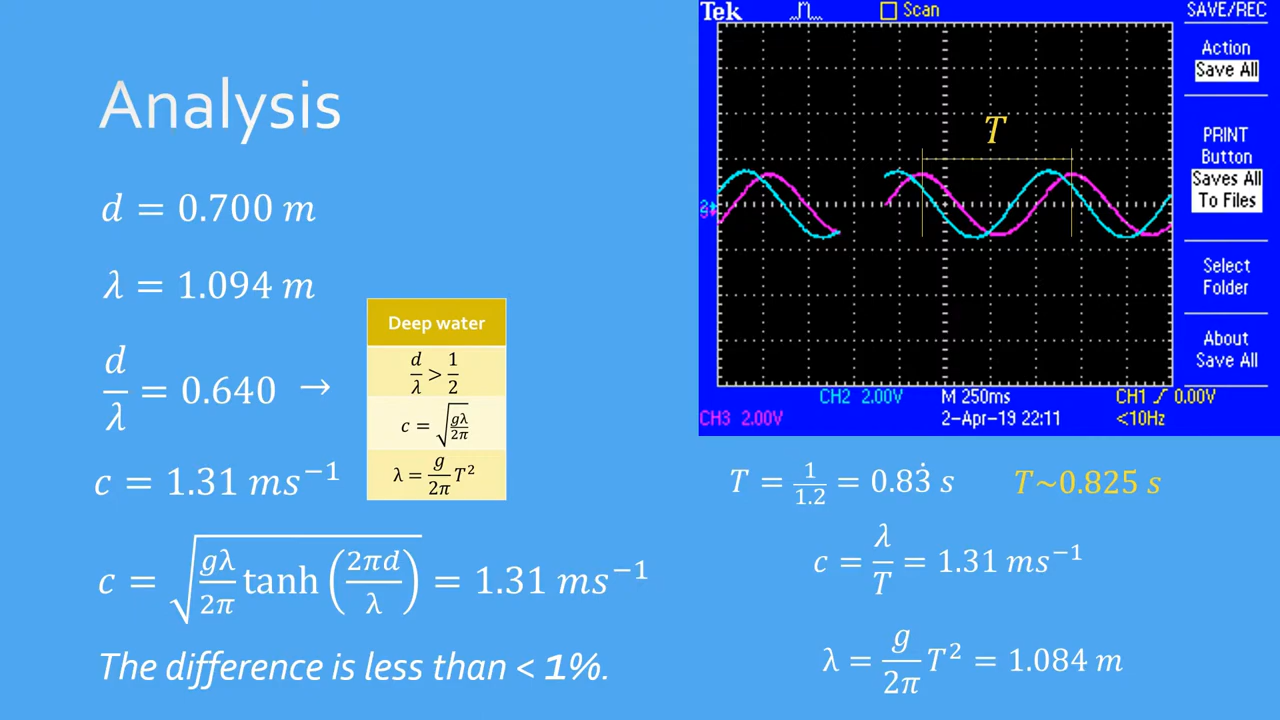 Analysis
d = 0.700 m
λ = 1.094 m
d/λ = 0.640 →
c = 1.31 ms⁻¹
c = √(gλ/2π tanh (2πd/λ)) = 1.31 ms⁻¹
The difference is less than < 1%.
Deep water
d/λ > 1/2
c = √(gλ/2π)
λ = g/2π T²
Tek
Scan
T
2
CH2 2.00V
M 250ms
CH1 0.00V
CH3 2.00V
2-Apr-19 22:11
<10Hz
SAVE/REC
Action
Save All
PRINT
Button
Saves All
To Files
Select
Folder
About
Save All
T = 1/1.2 = 0.83̇ s
T~0.825 s
c = λ/T = 1.31 ms⁻¹
λ = g/2π T² = 1.084 m